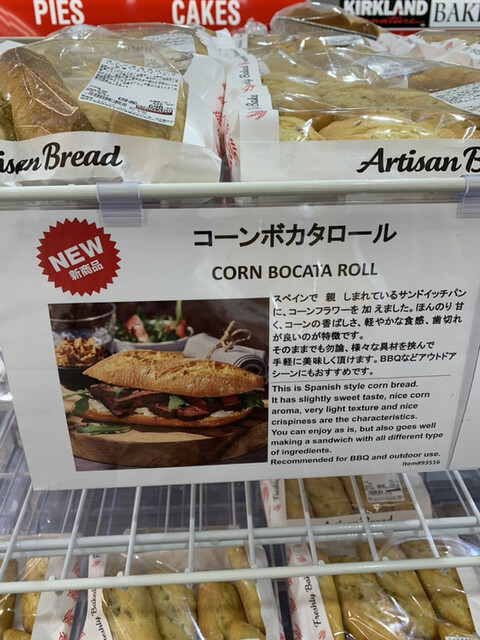 PIES
CAKES
KIRKLAND
Signature
BAK
Artisan Bread
Artisan B
NEW
新商品
コーンボカタロール
CORN BOCATA ROLL
スペインで 親 しまれているサンドイッチパン
に、コーンフラワーを 加 えました。ほんのり 甘
く、コーンの香ばしさ、軽やかな食感、歯切れ
が良いのが特徴です。
そのままでも勿論、様々な具材を挟んで
手軽に美味しく頂けます。BBQなどアウトドア
シーンにもおすすめです。
This is Spanish style corn bread.
It has slightly sweet taste, nice corn
aroma, very light texture and nice
crispiness are the characteristics.
You can enjoy as is, but also goes well
making a sandwich with all different type
of ingredients.
Recommended for BBQ and outdoor use.
Item#93516